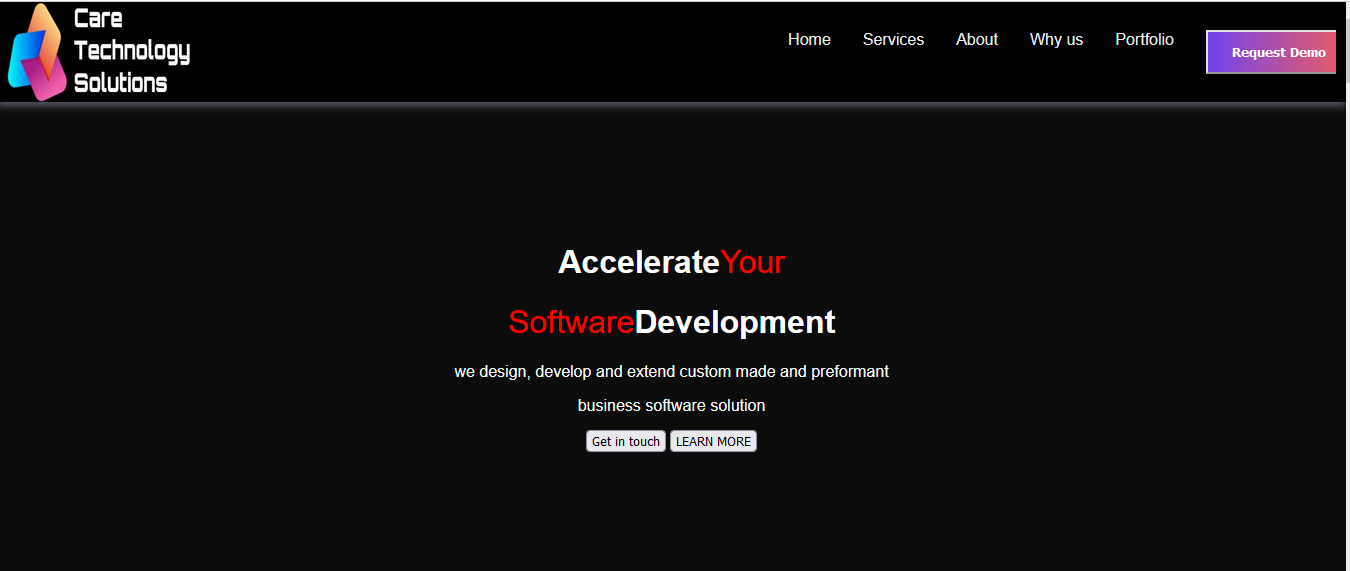 Care
Technology
Solutions
Home Services About Why us Portfolio Request Demo
AccelerateYour
SoftwareDevelopment
we design, develop and extend custom made and preformant
business software solution
Get in touch LEARN MORE